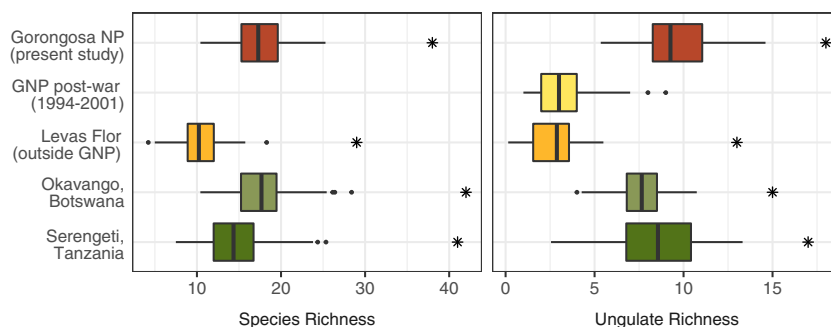 Gorongosa NP
(present study)
GNP post-war
(1994-2001)
Levas Flor
(outside GNP)
Okavango,
Botswana
Serengeti,
Tanzania
10 20 30 40
0 5 10 15
Species Richness
Ungulate Richness